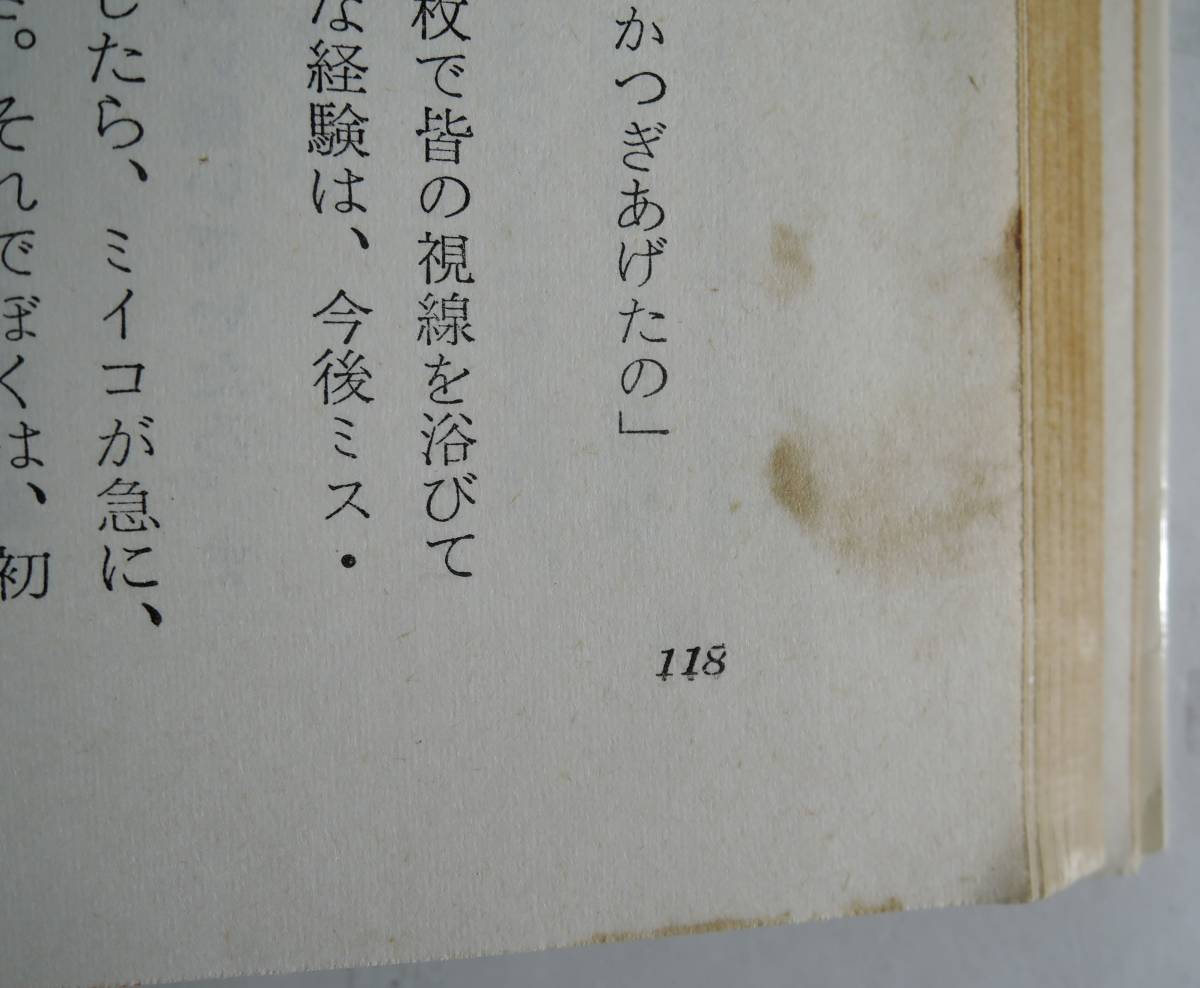 かつぎあげたの」
枚で皆の視線を浴びて
な経験は、今後ミス・
したら、ミイコが急に、
た。それでぼくは、初
118